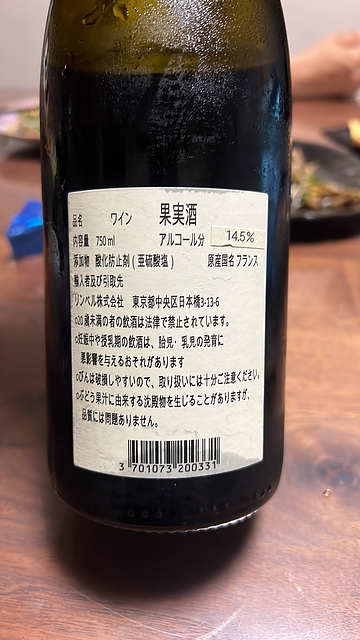 品名 ワイン 果実酒
内容量 750ml アルコール分 14.5%
添加物 酸化防止剤(亜硫酸塩) 原産国名フランス
輸入者及び引取先
リンベル株式会社 東京都中央区日本橋3-13-6
○20歳未満の者の飲酒は法律で禁止されています。
○妊娠中や授乳期の飲酒は、胎児・乳児の発育に
悪影響を与えるおそれがあります
○びんは破損しやすいので、取り扱いには十分ご注意ください。
○ぶどう果汁に由来する沈殿物を生じることがありますが、
品質には問題ありません。
3 701073 200331